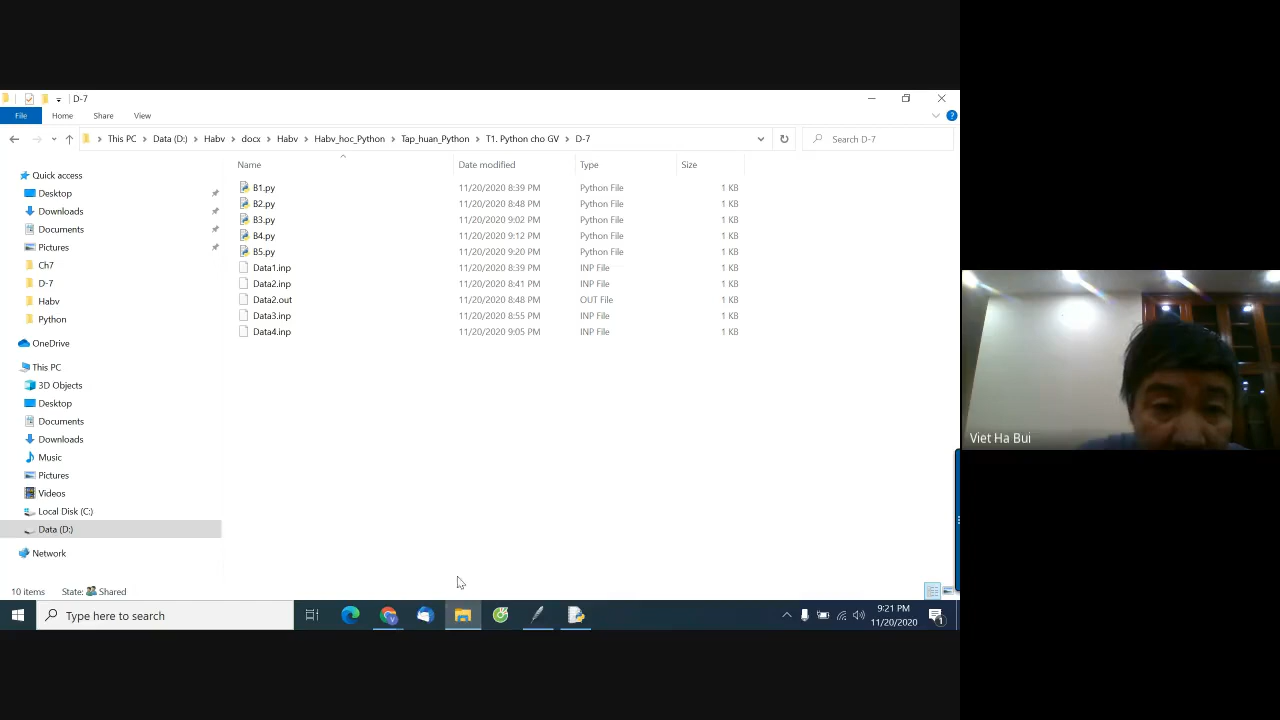 D-7
File Home Share View
This PC Data (D:) Habv docx Habv Habv_hoc_Python Tap_huan_Python T1. Python cho GV D-7 Search D-7
Name Date modified Type Size
Quick access
Desktop
Downloads
Documents
Pictures
Ch7
D-7
Habv
Python
OneDrive
This PC
3D Objects
Desktop
Documents
Downloads
Music
Pictures
Videos
Local Disk (C:)
Data (D:)
Network
B1.py 11/20/2020 8:39 PM Python File 1 KB
B2.py 11/20/2020 8:48 PM Python File 1 KB
B3.py 11/20/2020 9:02 PM Python File 1 KB
B4.py 11/20/2020 9:12 PM Python File 1 KB
B5.py 11/20/2020 9:20 PM Python File 1 KB
Data1.inp 11/20/2020 8:39 PM INP File 1 KB
Data2.inp 11/20/2020 8:41 PM INP File 1 KB
Data2.out 11/20/2020 8:48 PM OUT File 1 KB
Data3.inp 11/20/2020 8:55 PM INP File 1 KB
Data4.inp 11/20/2020 9:05 PM INP File 1 KB
Viet Ha Bui
10 items State: Shared
Type here to search
9:21 PM
11/20/2020
1